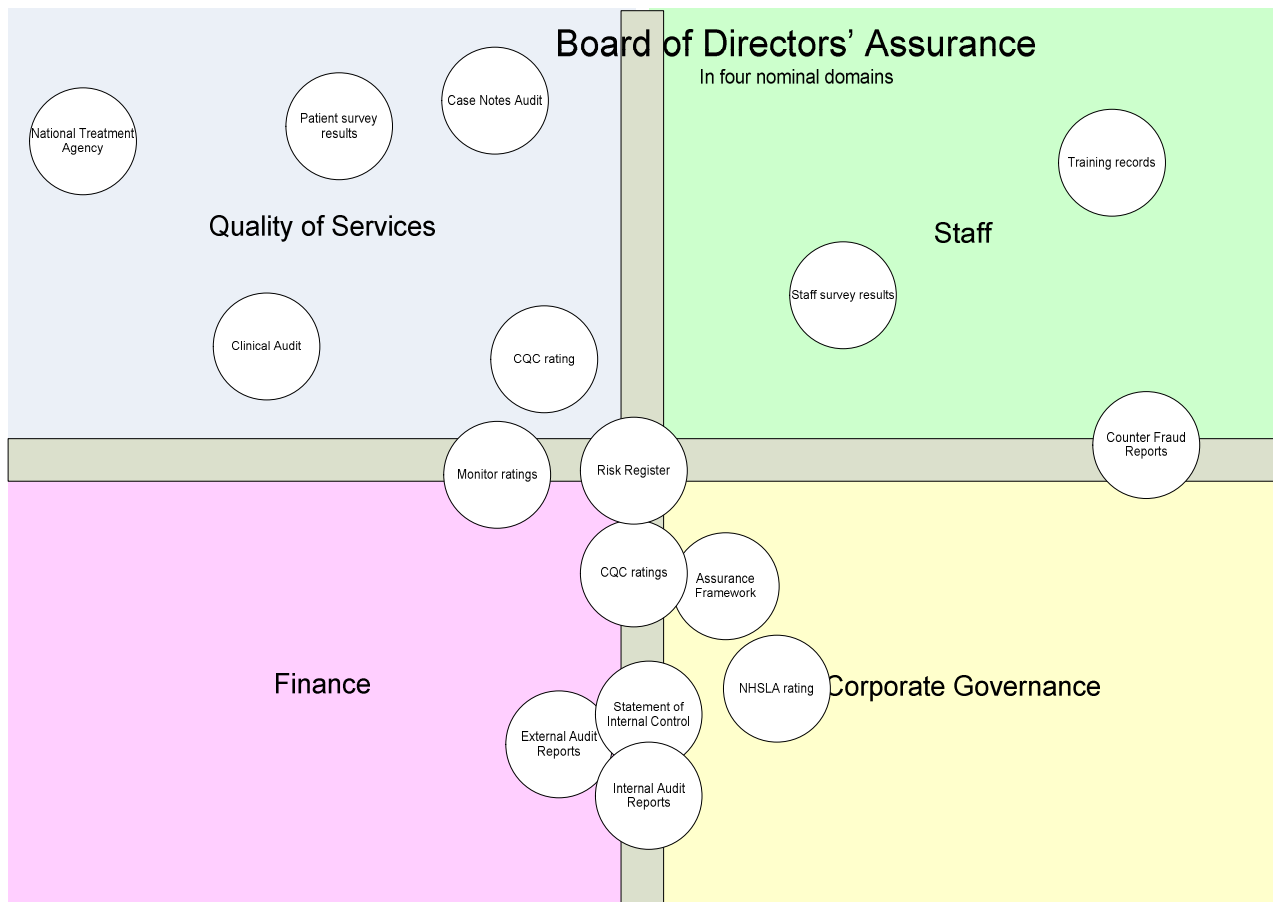 Board of Directors’ Assurance
In four nominal domains
National Treatment
Agency
Patient survey
results
Case Notes Audit
Quality of Services
Clinical Audit
CQC rating
Training records
Staff
Staff survey results
Counter Fraud
Reports
Monitor ratings
Risk Register
CQC ratings
Assurance
Framework
Finance
External Audit
Reports
Statement of
Internal Control
Internal Audit
Reports
NHSLA rating
Corporate Governance